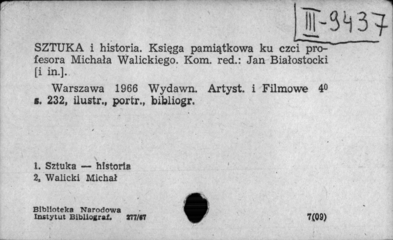 III-9437
SZTUKA i historia. Księga pamiątkowa ku czci pro-
fesora Michała Walickiego. Kom. red.: Jan Białostocki
[i in.].
Warszawa 1966 Wydawn. Artyst. i Filmowe 4⁰
s. 232, ilustr., portr., bibliogr.
1. Sztuka — historia
2, Walicki Michał
Biblioteka Narodowa
Instytut Bibliograf. 277/67 7(09)